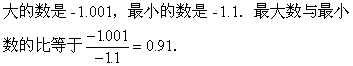 大的数是 -1.001，最小的数是 -1.1．最大数与最小
数的比等于\frac{-1.001}{-1.1} = 0.91．